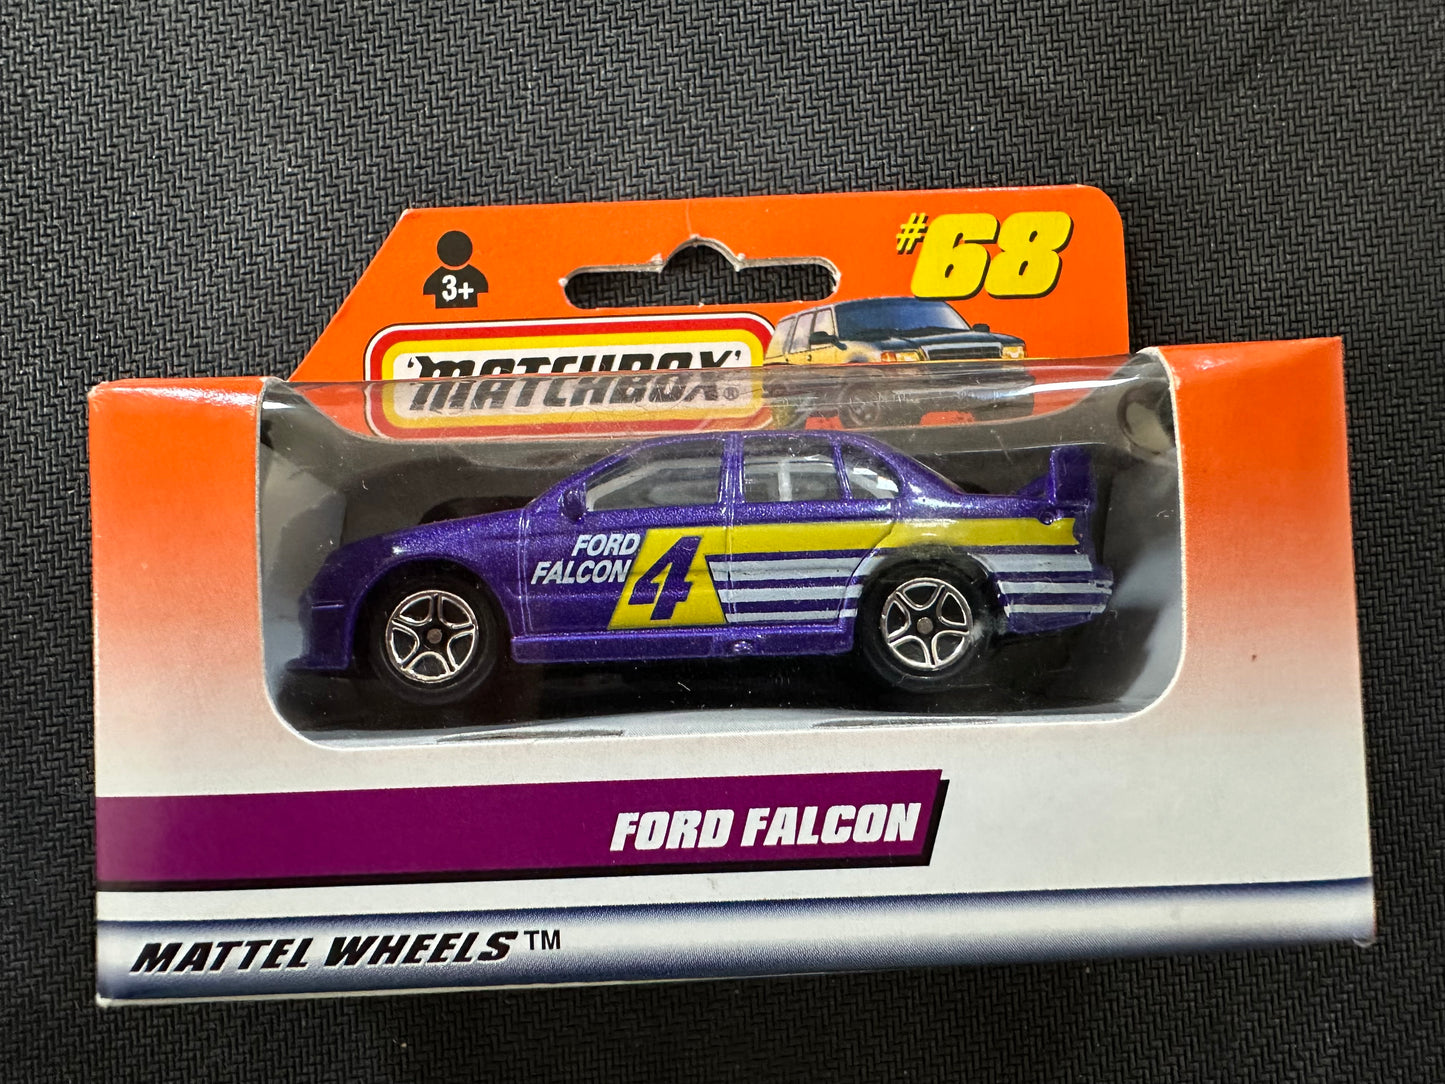 3+
#68
'MATCHBOX'®
FORD
FALCON
4
FORD FALCON
MATTEL WHEELS™